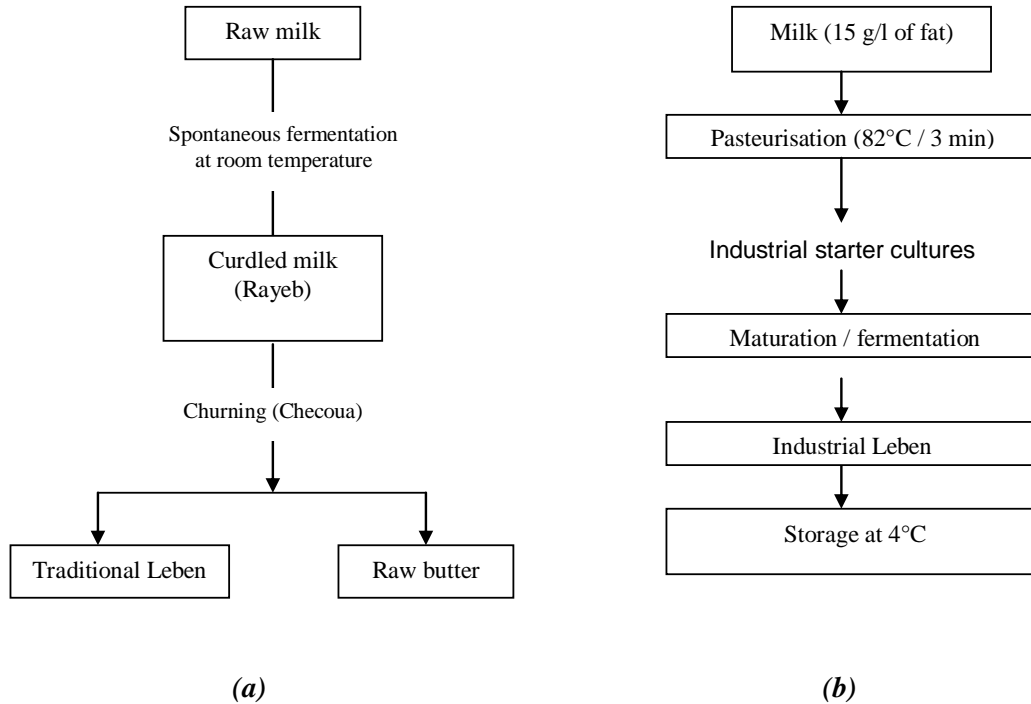 Raw milk
Spontaneous fermentation
at room temperature
Curdled milk
(Rayeb)
Churning (Checoua)
Traditional Leben
Raw butter
(a)
Milk (15 g/l of fat)
Pasteurisation (82°C / 3 min)
Industrial starter cultures
Maturation / fermentation
Industrial Leben
Storage at 4°C
(b)